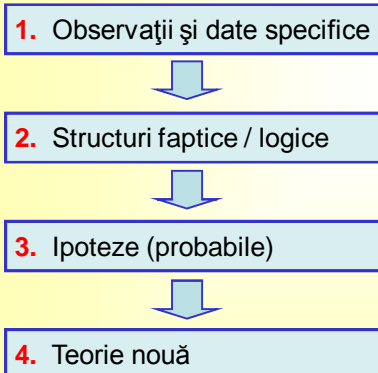 1. Observaţii şi date specifice
2. Structuri faptice / logice
3. Ipoteze (probabile)
4. Teorie nouă